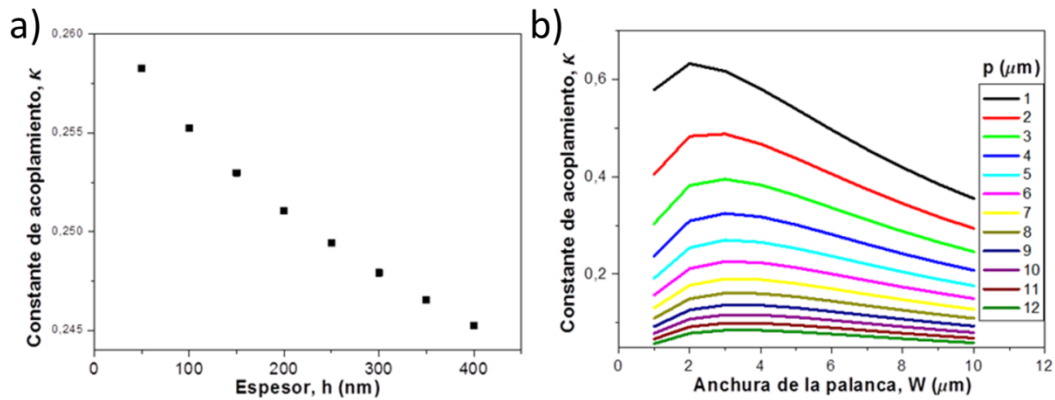 a)
0,260
0,255
0,250
0,245
Constante de acoplamiento, κ
0 100 200 300 400
Espesor, h (nm)
b)
0,6
0,4
0,2
Constante de acoplamiento, κ
0 2 4 6 8 10 12
Anchura de la palanca, W (μm)
p (μm)
1
2
3
4
5
6
7
8
9
10
11
12